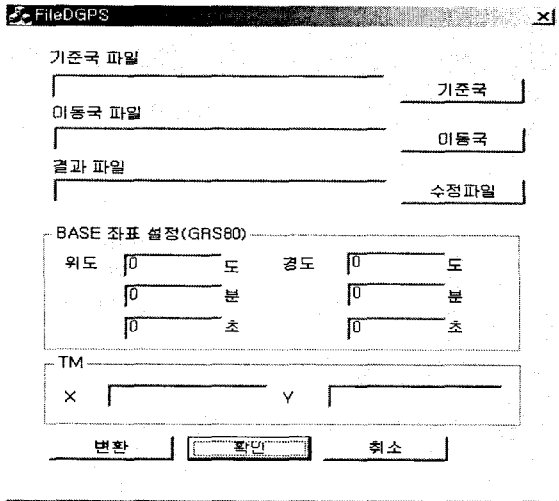 FileDGPS
기준국 파일
기준국
이동국 파일
이동국
결과 파일
수정파일
BASE 좌표 설정(GRS80)
위도 0 도 경도 0 도
0 분 0 분
0 초 0 초
TM
X Y
변환 확인 취소